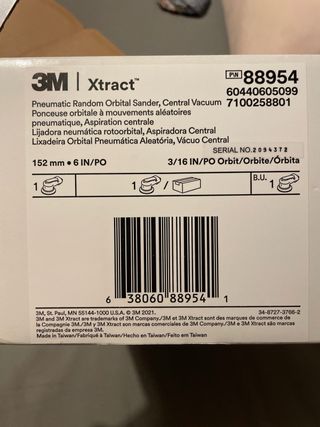 3M | Xtract™
P/N 88954
60440605099
7100258801
Pneumatic Random Orbital Sander, Central Vacuum
Ponceuse orbitale à mouvements aléatoires
pneumatique, Aspiration centrale
Lijadora neumática rotoorbital, Aspiradora Central
Lixadeira Orbital Pneumática Aleatória, Vácuo Central
SERIAL NO. 2094372
152 mm • 6 IN/PO 3/16 IN/PO Orbit/Orbite/Órbita
1 1 / B.U. 1
6 38060 88954 1
3M, St. Paul, MN 55144-1000 U.S.A. © 3M 2021. 34-8727-3766-2
3M and 3M Xtract are trademarks of 3M Company./3M et 3M Xtract sont des marques de commerce de
la Compagnie 3M./3M y 3M Xtract son marcas comerciales de 3M Company./3M e 3M Xtract são marcas
registradas da empresa 3M.
Made in Taiwan/Fabriqué à Taiwan/Hecho en Taiwan/Feito em Taiwan